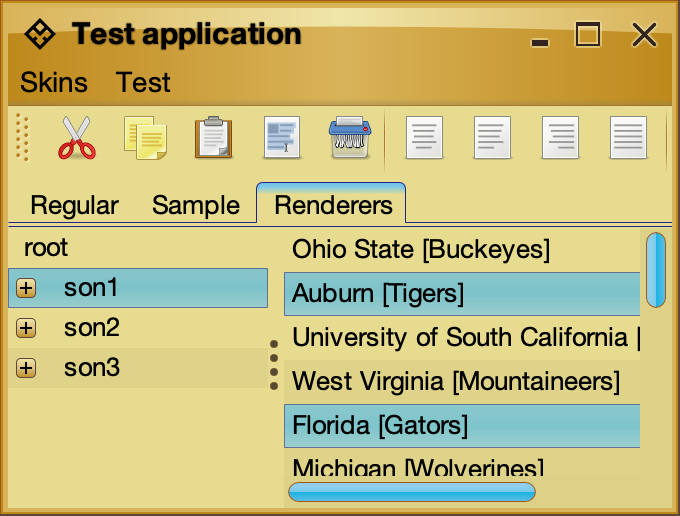 Test application
Skins Test
Regular Sample Renderers
root
son1
son2
son3
Ohio State [Buckeyes]
Auburn [Tigers]
University of South California [
West Virginia [Mountaineers]
Florida [Gators]
Michigan [Wolverines]